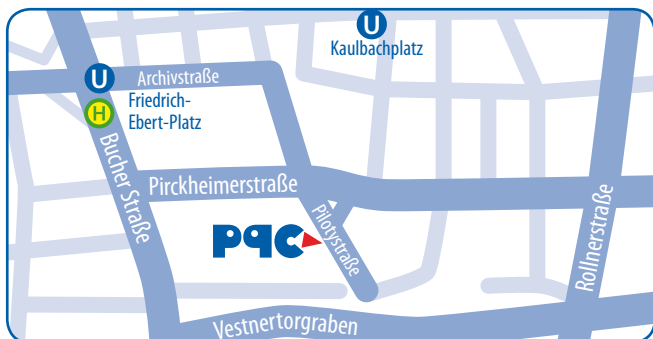 U
Kaulbachplatz
U
Archivstraße
H
Friedrich-
Ebert-Platz
Bucher Straße
Pirckheimerstraße
Pilotystraße
pqc
Rollnerstraße
Vestnertorgraben